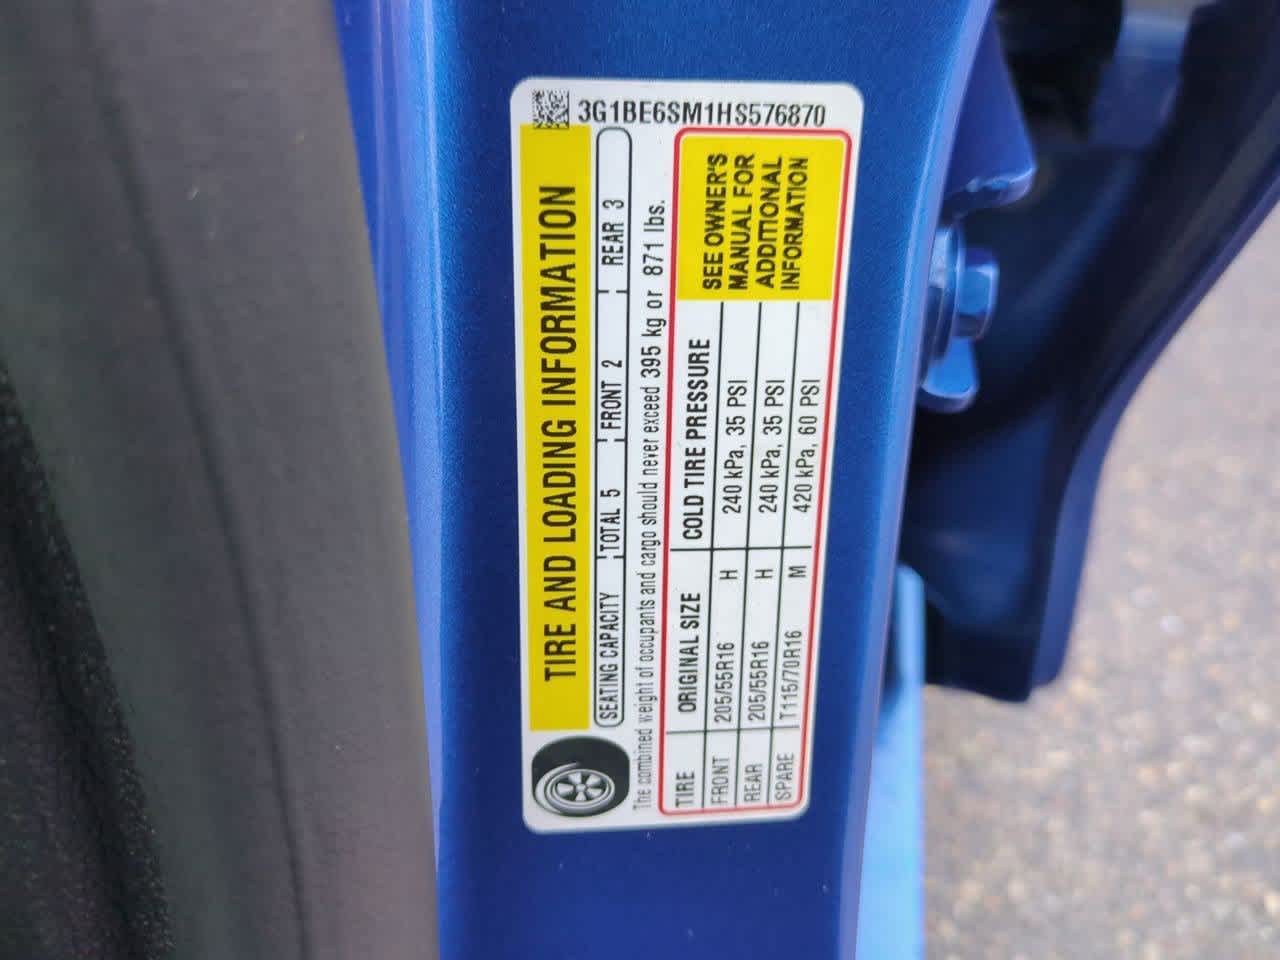 3G1BE6SM1HS576870
TIRE AND LOADING INFORMATION
SEATING CAPACITY TOTAL 5 FRONT 2 REAR 3
The combined weight of occupants and cargo should never exceed 395 kg or 871 lbs.
TIRE ORIGINAL SIZE COLD TIRE PRESSURE
FRONT 205/55R16 H 240 kPa, 35 PSI
REAR 205/55R16 H 240 kPa, 35 PSI
SPARE T115/70R16 M 420 kPa, 60 PSI
SEE OWNER'S
MANUAL FOR
ADDITIONAL
INFORMATION